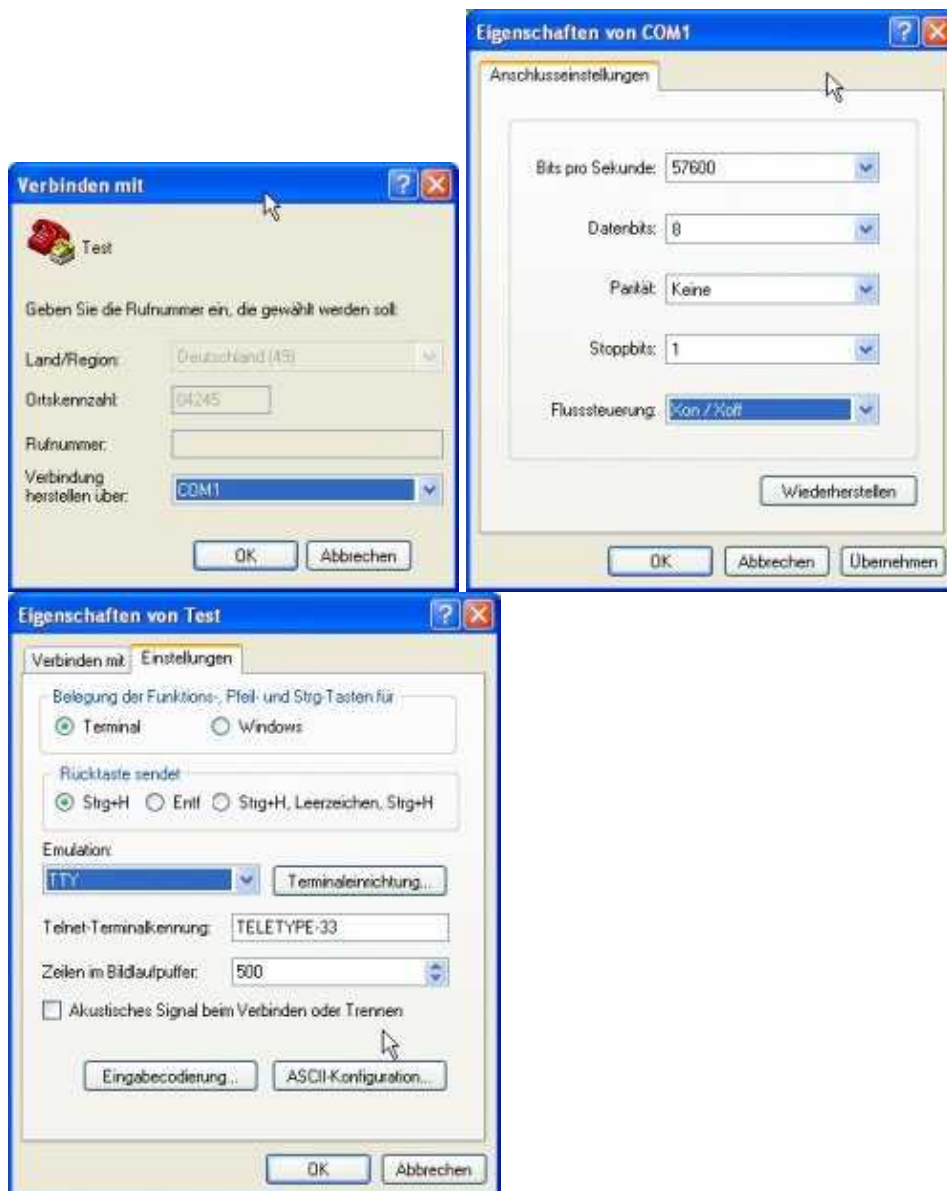 Verbinden mit
Test
Geben Sie die Rufnummer ein, die gewählt werden soll:
Land/Region: Deutschland (49)
Ortskennzahl: 04245
Rufnummer:
Verbindung
herstellen über: COM1
OK Abbrechen
Eigenschaften von COM1
Anschlusseinstellungen
Bits pro Sekunde: 57600
Datenbits: 8
Parität: Keine
Stoppbits: 1
Flusssteuerung: Xon / Xoff
Wiederherstellen
OK Abbrechen Übernehmen
Eigenschaften von Test
Verbinden mit Einstellungen
Belegung der Funktions-, Pfeil- und Strg-Tasten für
Terminal Windows
Rücktaste sendet
Strg+H Entf Strg+H, Leerzeichen, Strg+H
Emulation:
TTY Terminaleinrichtung...
Telnet-Terminalkennung: TELETYPE-33
Zeilen im Bildlaufpuffer: 500
Akustisches Signal beim Verbinden oder Trennen
Eingabecodierung... ASCII-Konfiguration...
OK Abbrechen